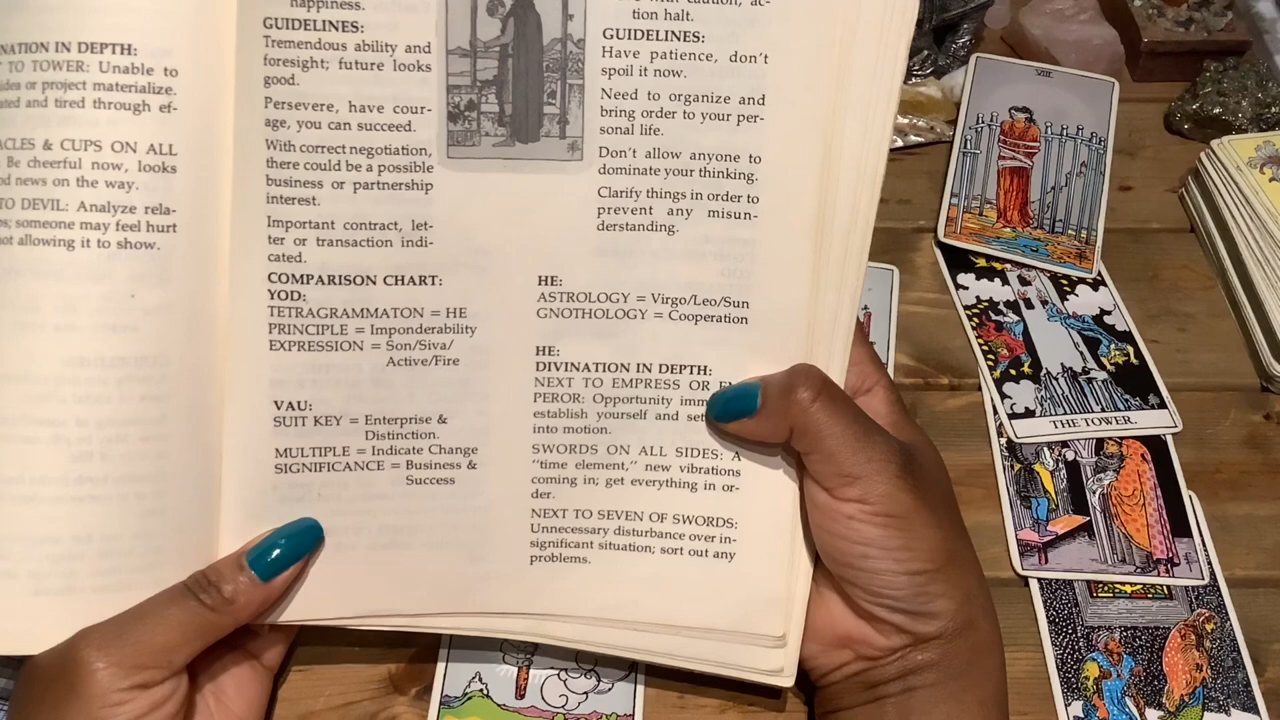 NATION IN DEPTH:
TO TOWER: Unable to
idea or project materialize.
ated and tired through ef-
ACLES & CUPS ON ALL
Be cheerful now, looks
od news on the way.
TO DEVIL: Analyze rela-
os; someone may feel hurt
not allowing it to show.
happiness.
GUIDELINES:
Tremendous ability and
foresight; future looks
good.
Persevere, have cour-
age, you can succeed.
With correct negotiation,
there could be a possible
business or partnership
interest.
Important contract, let-
ter or transaction indi-
cated.
COMPARISON CHART:
YOD:
TETRAGRAMMATON = HE
PRINCIPLE = Imponderability
EXPRESSION = Son/Siva/
Active/Fire
VAU:
SUIT KEY = Enterprise &
Distinction.
MULTIPLE = Indicate Change
SIGNIFICANCE = Business &
Success
with caution, ac-
tion halt.
GUIDELINES:
Have patience, don't
spoil it now.
Need to organize and
bring order to your per-
sonal life.
Don't allow anyone to
dominate your thinking.
Clarify things in order to
prevent any misun-
derstanding.
HE:
ASTROLOGY = Virgo/Leo/Sun
GNOTHOLOGY = Cooperation
HE:
DIVINATION IN DEPTH:
NEXT TO EMPRESS OR EM
PEROR: Opportunity imm
establish yourself and set
into motion.
SWORDS ON ALL SIDES: A
"time element," new vibrations
coming in; get everything in or-
der.
NEXT TO SEVEN OF SWORDS:
Unnecessary disturbance over in-
significant situation; sort out any
problems.
VIII
THE TOWER.